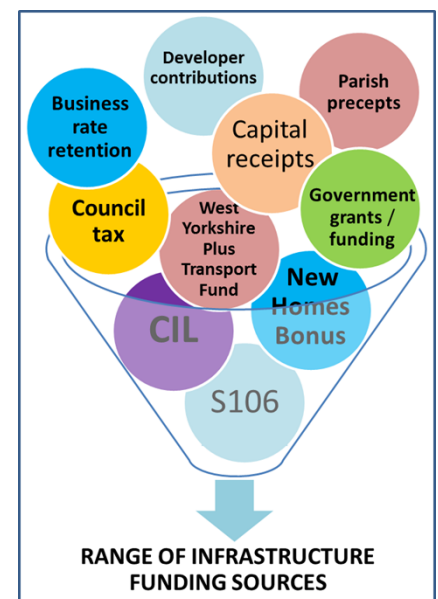 Developer
contributions
Business
rate
retention
Parish
precepts
Capital
receipts
Council
tax
West
Yorkshire
Plus
Transport
Fund
Government
grants /
funding
New
Homes
Bonus
CIL
S106
RANGE OF INFRASTRUCTURE
FUNDING SOURCES